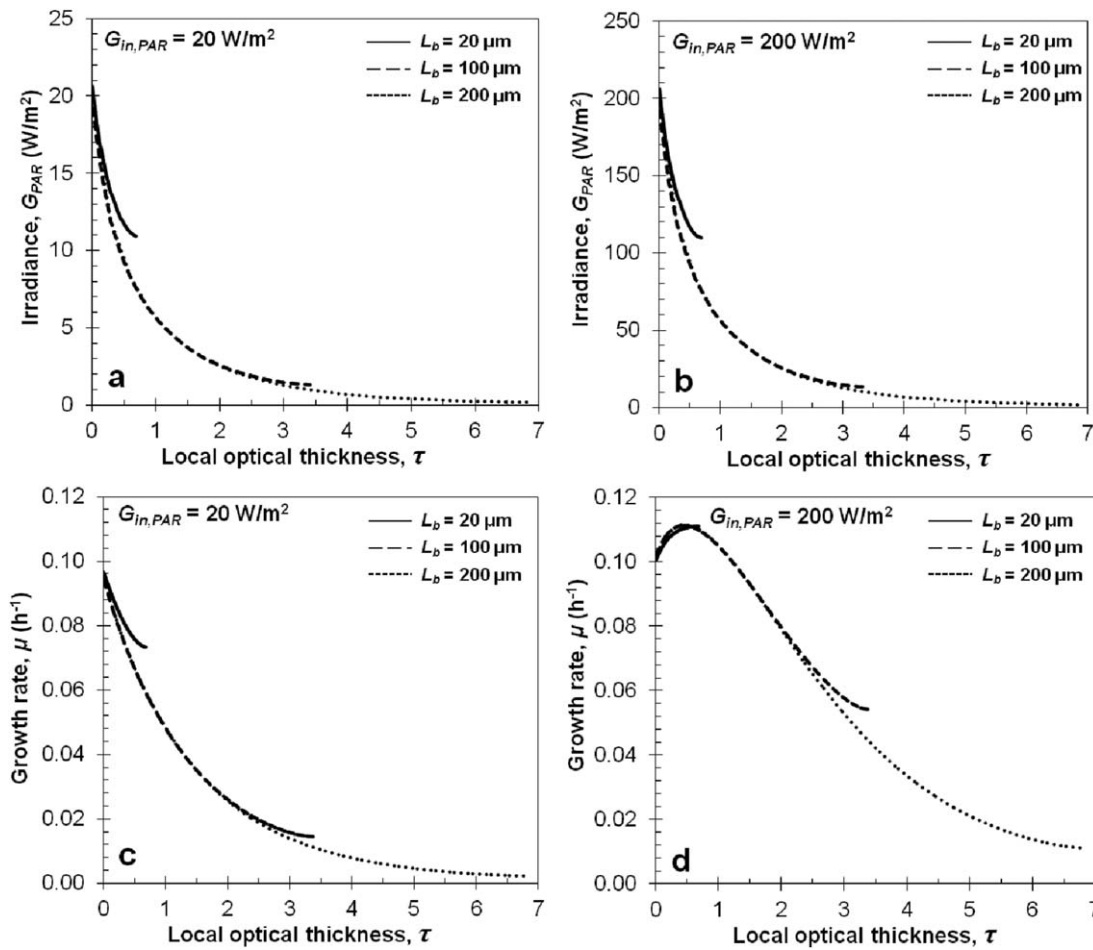 G_in,PAR = 20 W/m²
L_b = 20 µm
L_b = 100 µm
L_b = 200 µm
25
20
15
10
5
0
Irradiance, G_PAR (W/m²)
a
0 1 2 3 4 5 6 7
Local optical thickness, τ
G_in,PAR = 200 W/m²
L_b = 20 µm
L_b = 100 µm
L_b = 200 µm
250
200
150
100
50
0
Irradiance, G_PAR (W/m²)
b
0 1 2 3 4 5 6 7
Local optical thickness, τ
G_in,PAR = 20 W/m²
L_b = 20 µm
L_b = 100 µm
L_b = 200 µm
0.12
0.10
0.08
0.06
0.04
0.02
0.00
Growth rate, µ (h⁻¹)
c
0 1 2 3 4 5 6 7
Local optical thickness, τ
G_in,PAR = 200 W/m²
L_b = 20 µm
L_b = 100 µm
L_b = 200 µm
0.12
0.10
0.08
0.06
0.04
0.02
0.00
Growth rate, µ (h⁻¹)
d
0 1 2 3 4 5 6 7
Local optical thickness, τ